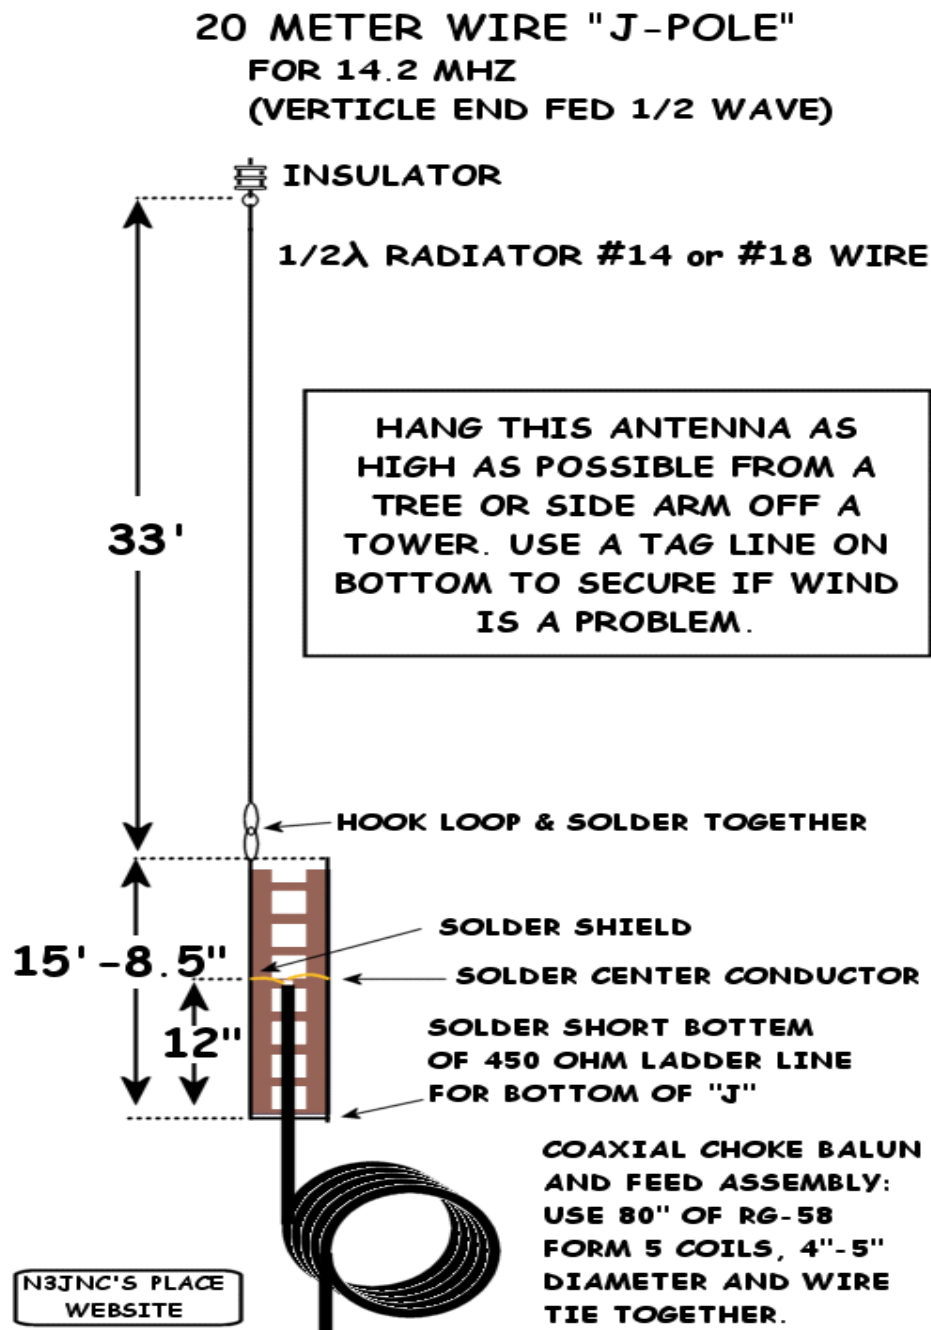 20 METER WIRE "J-POLE"
FOR 14.2 MHZ
(VERTICLE END FED 1/2 WAVE)
INSULATOR
1/2λ RADIATOR #14 or #18 WIRE
HANG THIS ANTENNA AS
HIGH AS POSSIBLE FROM A
TREE OR SIDE ARM OFF A
TOWER. USE A TAG LINE ON
BOTTOM TO SECURE IF WIND
IS A PROBLEM.
33'
HOOK LOOP & SOLDER TOGETHER
SOLDER SHIELD
15'-8.5"
SOLDER CENTER CONDUCTOR
12"
SOLDER SHORT BOTTEM
OF 450 OHM LADDER LINE
FOR BOTTOM OF "J"
COAXIAL CHOKE BALUN
AND FEED ASSEMBLY:
USE 80" OF RG-58
FORM 5 COILS, 4"-5"
DIAMETER AND WIRE
TIE TOGETHER.
N3JNC'S PLACE
WEBSITE